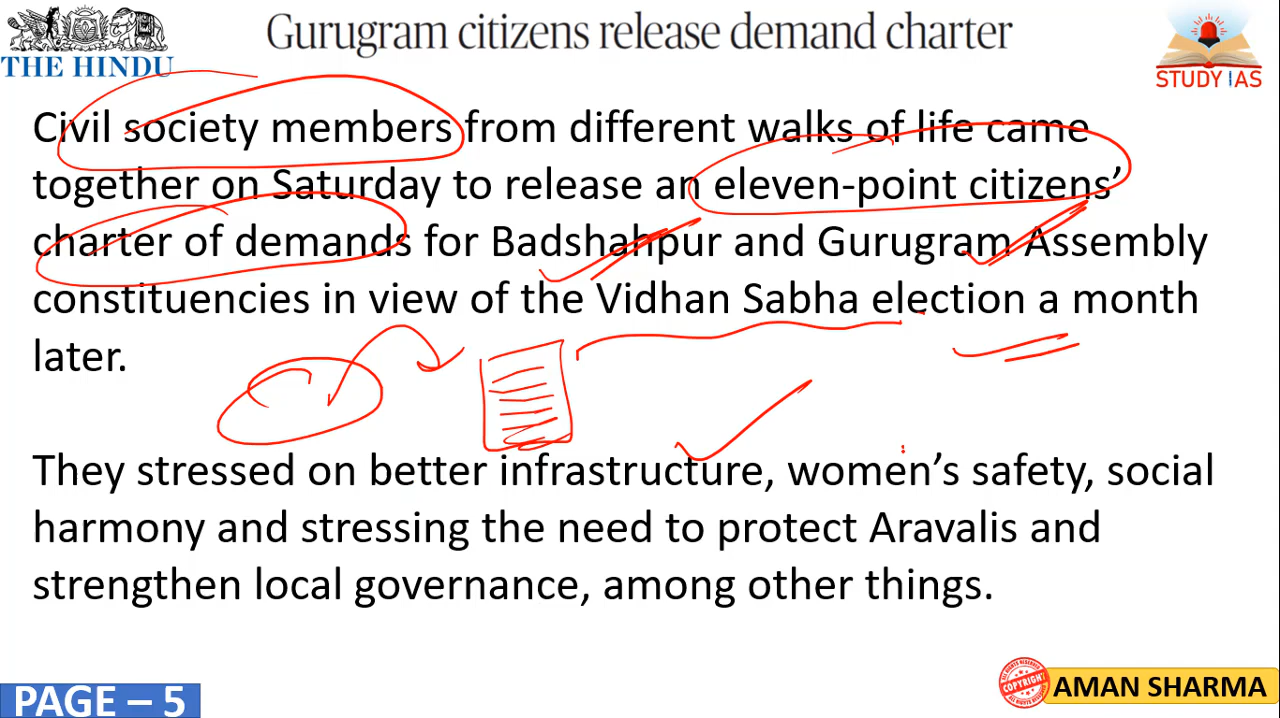 Gurugram citizens release demand charter
THE HINDU
STUDY IAS
Civil society members from different walks of life came
together on Saturday to release an eleven-point citizens'
charter of demands for Badshahpur and Gurugram Assembly
constituencies in view of the Vidhan Sabha election a month
later.
They stressed on better infrastructure, women's safety, social
harmony and stressing the need to protect Aravalis and
strengthen local governance, among other things.
PAGE – 5
COPYRIGHT
AMAN SHARMA